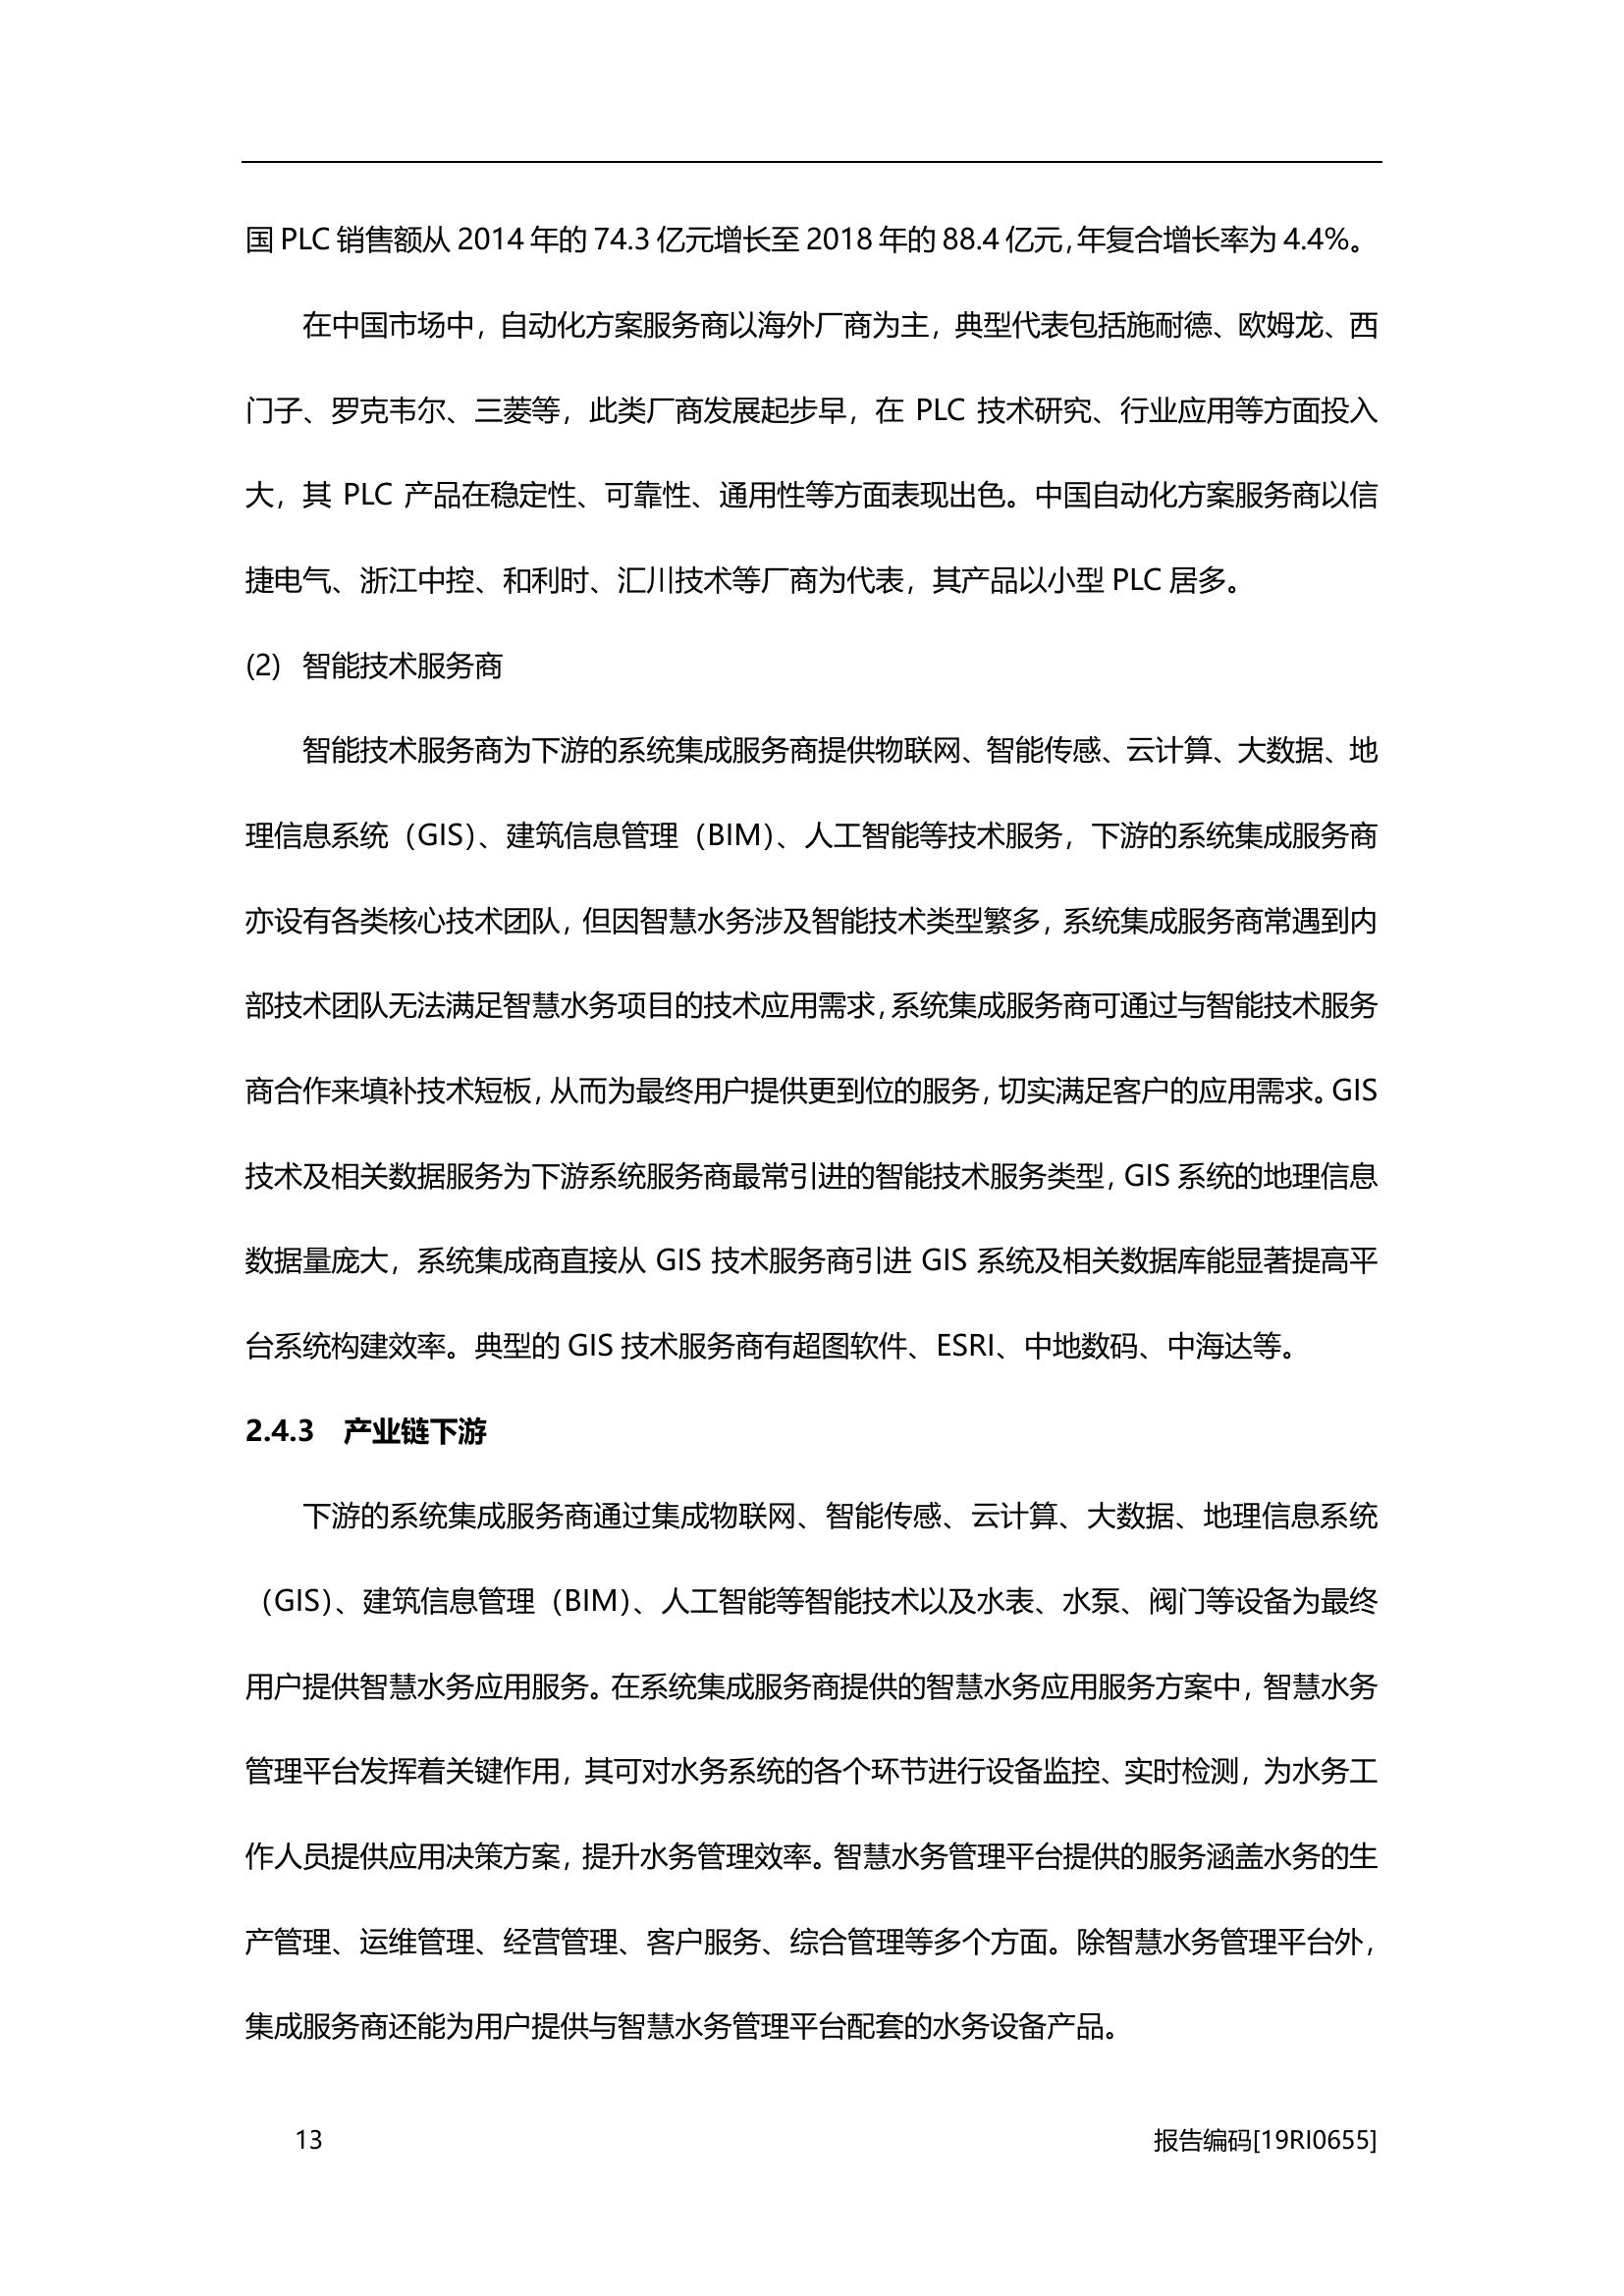 国 PLC 销售额从 2014 年的 74.3 亿元增长至 2018 年的 88.4 亿元，年复合增长率为 4.4%。
在中国市场中，自动化方案服务商以海外厂商为主，典型代表包括施耐德、欧姆龙、西
门子、罗克韦尔、三菱等，此类厂商发展起步早，在 PLC 技术研究、行业应用等方面投入
大，其 PLC 产品在稳定性、可靠性、通用性等方面表现出色。中国自动化方案服务商以信
捷电气、浙江中控、和利时、汇川技术等厂商为代表，其产品以小型 PLC 居多。
(2) 智能技术服务商
智能技术服务商为下游的系统集成服务商提供物联网、智能传感、云计算、大数据、地
理信息系统（GIS）、建筑信息管理（BIM）、人工智能等技术服务，下游的系统集成服务商
亦设有各类核心技术团队，但因智慧水务涉及智能技术类型繁多，系统集成服务商常遇到内
部技术团队无法满足智慧水务项目的技术应用需求，系统集成服务商可通过与智能技术服务
商合作来填补技术短板，从而为最终用户提供更到位的服务，切实满足客户的应用需求。GIS
技术及相关数据服务为下游系统服务商最常引进的智能技术服务类型，GIS 系统的地理信息
数据量庞大，系统集成商直接从 GIS 技术服务商引进 GIS 系统及相关数据库能显著提高平
台系统构建效率。典型的 GIS 技术服务商有超图软件、ESRI、中地数码、中海达等。
2.4.3 产业链下游
下游的系统集成服务商通过集成物联网、智能传感、云计算、大数据、地理信息系统
（GIS）、建筑信息管理（BIM）、人工智能等智能技术以及水表、水泵、阀门等设备为最终
用户提供智慧水务应用服务。在系统集成服务商提供的智慧水务应用服务方案中，智慧水务
管理平台发挥着关键作用，其可对水务系统的各个环节进行设备监控、实时检测，为水务工
作人员提供应用决策方案，提升水务管理效率。智慧水务管理平台提供的服务涵盖水务的生
产管理、运维管理、经营管理、客户服务、综合管理等多个方面。除智慧水务管理平台外，
集成服务商还能为用户提供与智慧水务管理平台配套的水务设备产品。
13 报告编码[19RI0655]